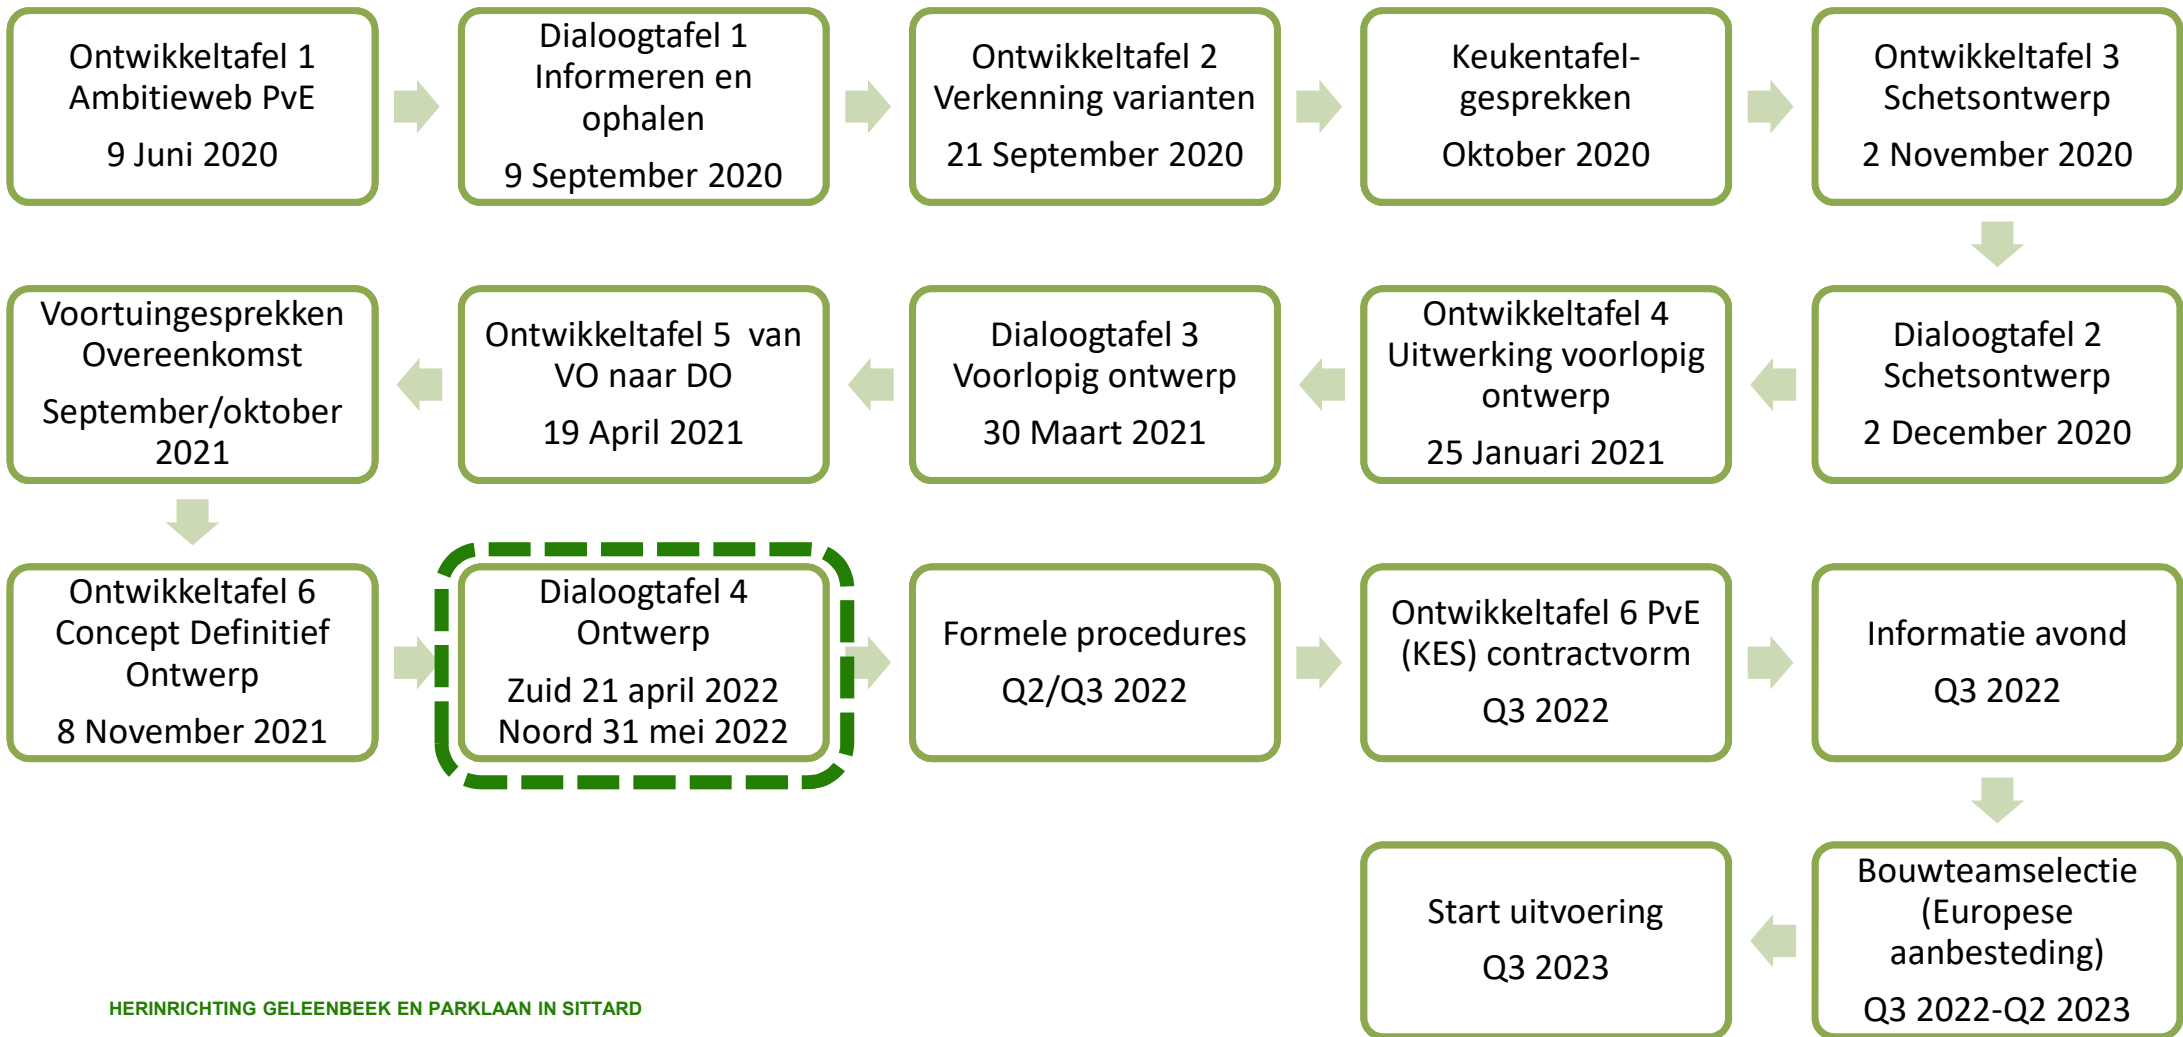 Ontwikkeltafel 1
Ambitieweb PvE
9 Juni 2020
Dialoogtafel 1
Informeren en
ophalen
9 September 2020
Ontwikkeltafel 2
Verkenning varianten
21 September 2020
Keukentafel-
gesprekken
Oktober 2020
Ontwikkeltafel 3
Schetsontwerp
2 November 2020
Dialoogtafel 2
Schetsontwerp
2 December 2020
Ontwikkeltafel 4
Uitwerking voorlopig
ontwerp
25 Januari 2021
Dialoogtafel 3
Voorlopig ontwerp
30 Maart 2021
Ontwikkeltafel 5 van
VO naar DO
19 April 2021
Voortuingesprekken
Overeenkomst
September/oktober
2021
Ontwikkeltafel 6
Concept Definitief
Ontwerp
8 November 2021
Dialoogtafel 4
Ontwerp
Zuid 21 april 2022
Noord 31 mei 2022
Formele procedures
Q2/Q3 2022
Ontwikkeltafel 6 PvE
(KES) contractvorm
Q3 2022
Informatie avond
Q3 2022
Bouwteamselectie
(Europese
aanbesteding)
Q3 2022-Q2 2023
Start uitvoering
Q3 2023
HERINRICHTING GELEENBEEK EN PARKLAAN IN SITTARD